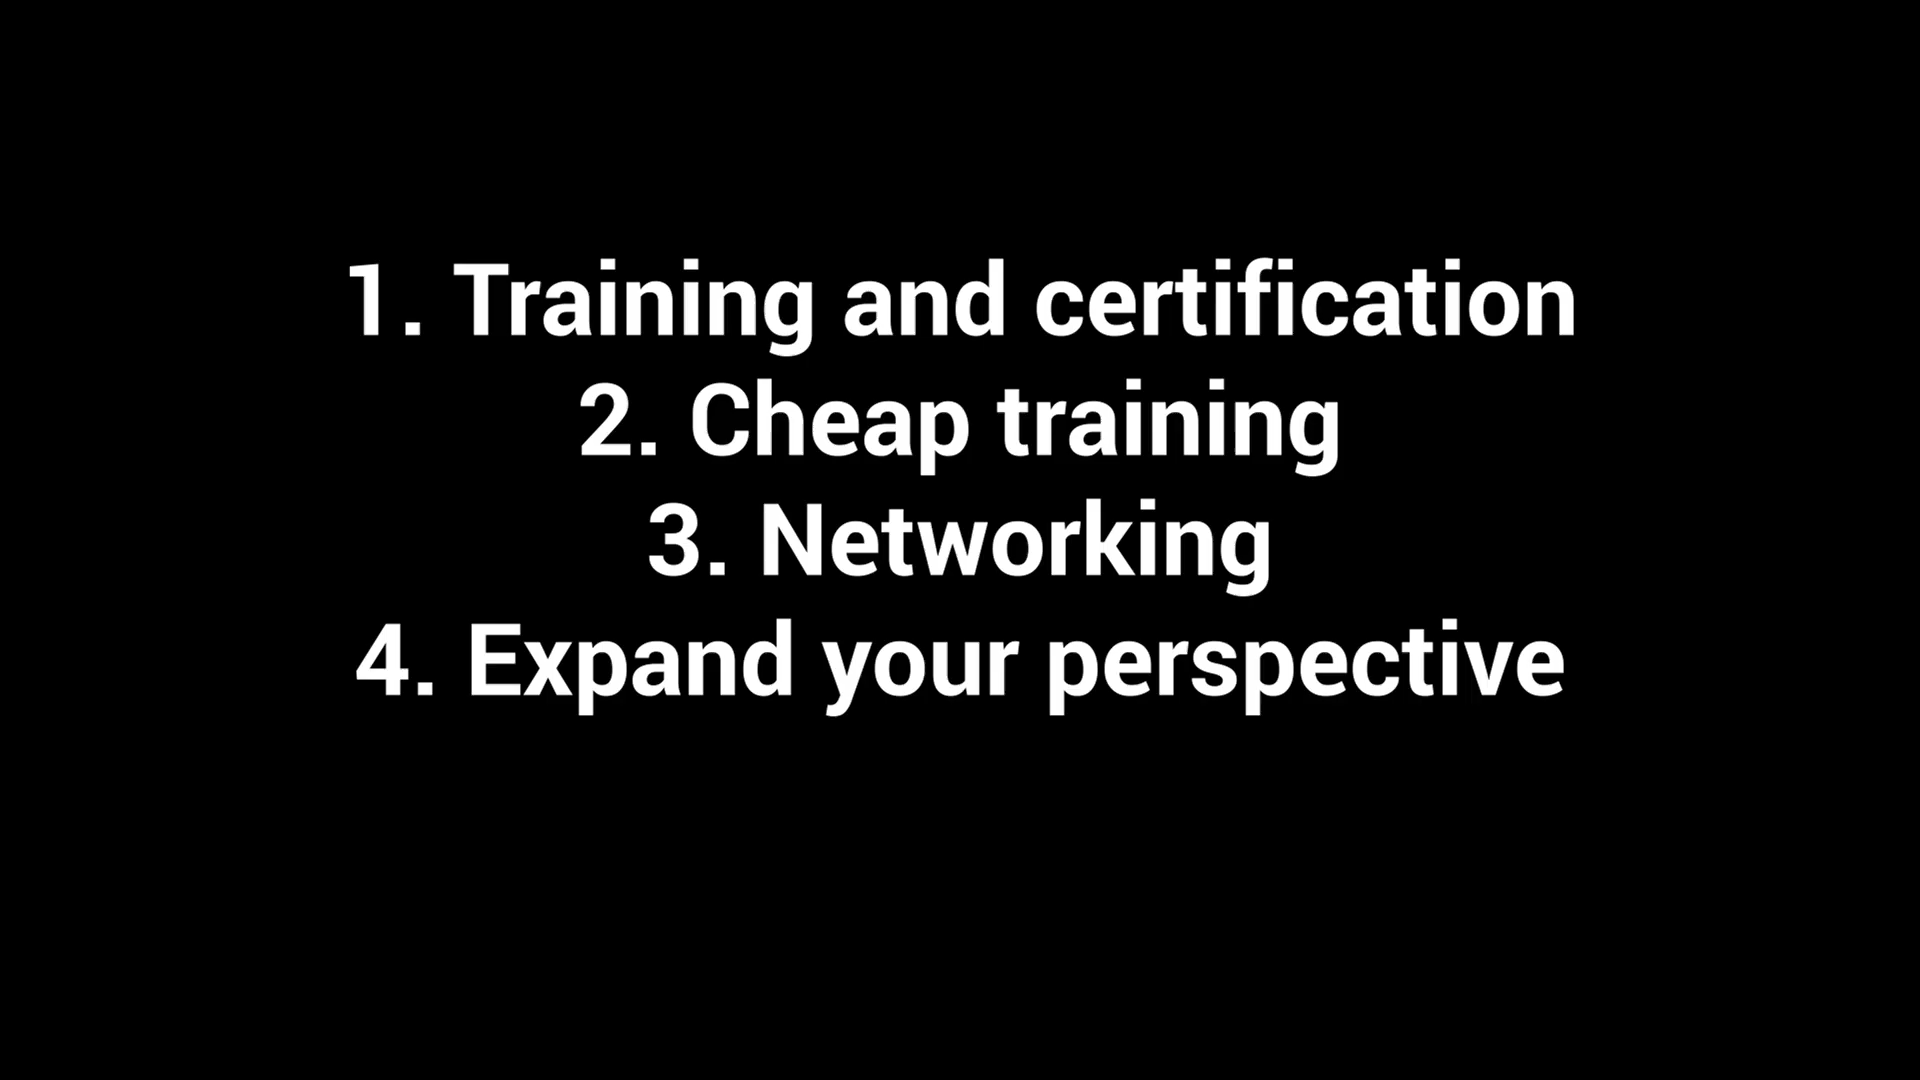 1. Training and certification
2. Cheap training
3. Networking
4. Expand your perspective